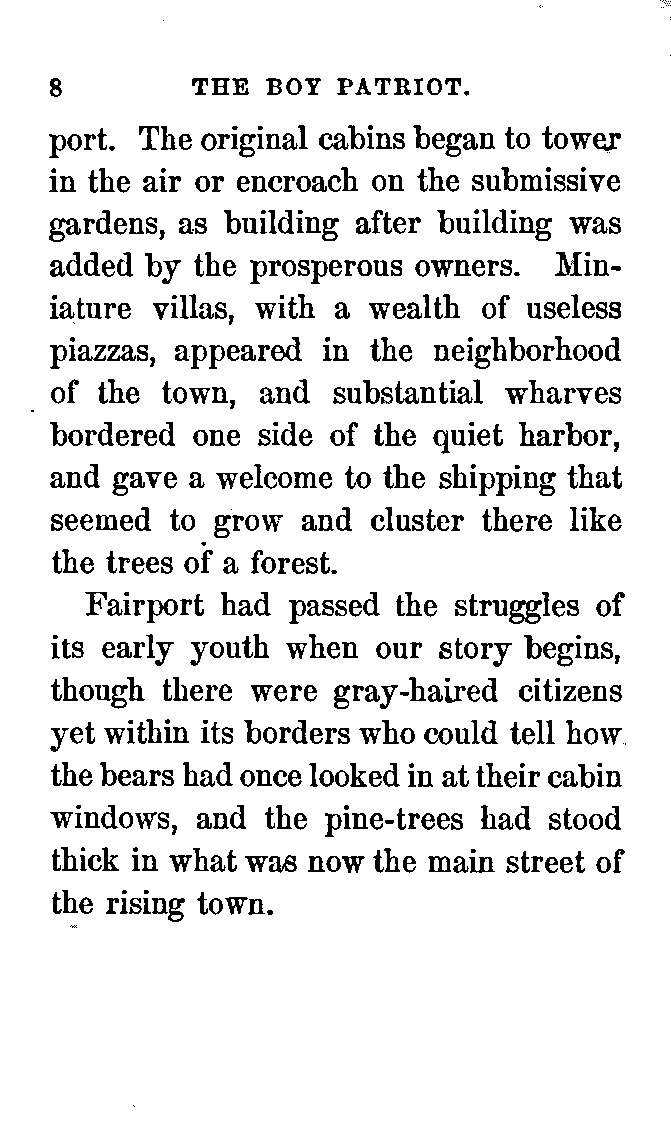 8 THE BOY PATRIOT.
port. The original cabins began to tower
in the air or encroach on the submissive
gardens, as building after building was
added by the prosperous owners. Min-
iature villas, with a wealth of useless
piazzas, appeared in the neighborhood
of the town, and substantial wharves
bordered one side of the quiet harbor,
and gave a welcome to the shipping that
seemed to grow and cluster there like
the trees of a forest.
Fairport had passed the struggles of
its early youth when our story begins,
though there were gray-haired citizens
yet within its borders who could tell how
the bears had once looked in at their cabin
windows, and the pine-trees had stood
thick in what was now the main street of
the rising town.